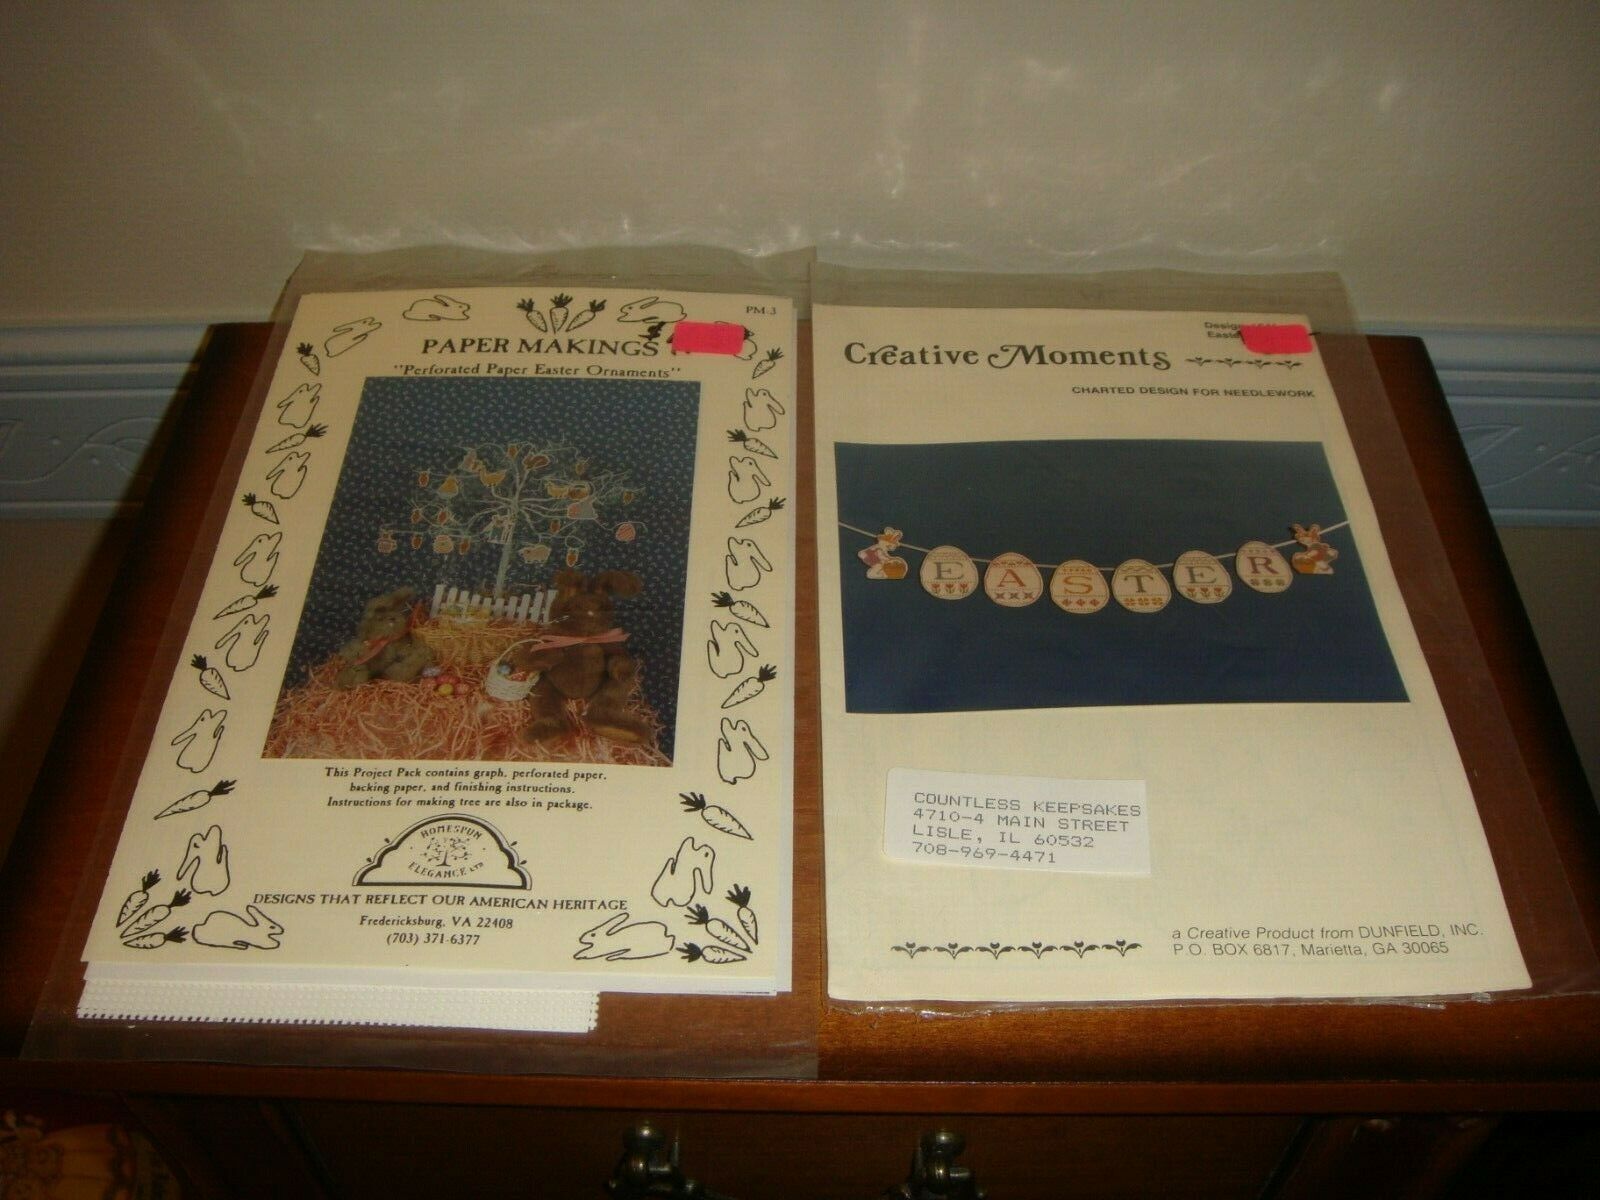 PM-3
PAPER MAKINGS
"Perforated Paper Easter Ornaments"
This Project Pack contains graph, perforated paper,
backing paper, and finishing instructions.
Instructions for making tree are also in package.
HOMESPUN
ELEGANCE LTD
DESIGNS THAT REFLECT OUR AMERICAN HERITAGE
Fredericksburg, VA 22408
(703) 371-6377
Creative Moments
CHARTED DESIGN FOR NEEDLEWORK
EASTER
COUNTLESS KEEPSAKES
4710-4 MAIN STREET
LISLE, IL 60532
708-969-4471
a Creative Product from DUNFIELD, INC.
P.O. BOX 6817, Marietta, GA 30065